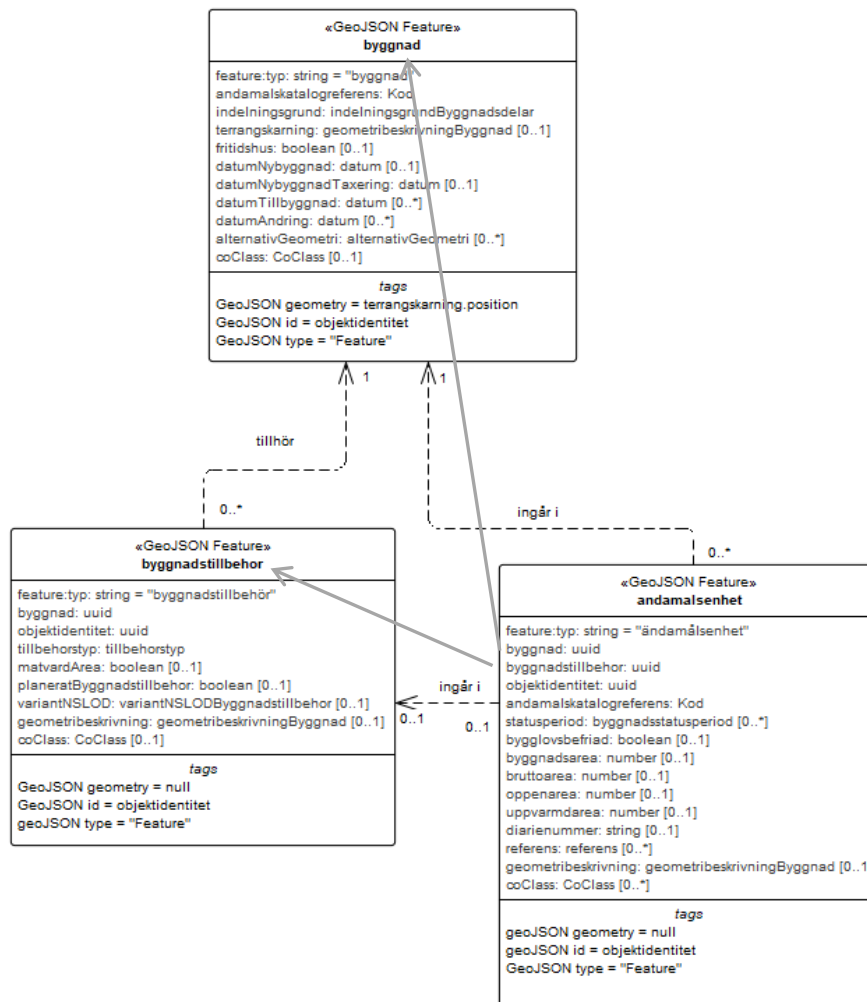 «GeoJSON Feature»
byggnad
feature:typ: string = "byggnad"
andamalskatalogreferens: Kod
indelningsgrund: indelningsgrundByggnadsdelar
terrangskarning: geometribeskrivningByggnad [0..1]
fritidshus: boolean [0..1]
datumNybyggnad: datum [0..1]
datumNybyggnadTaxering: datum [0..1]
datumTillbyggnad: datum [0..*]
datumAndring: datum [0..*]
alternativGeometri: alternativGeometri [0..*]
coClass: CoClass [0..1]
tags
GeoJSON geometry = terrangskarning.position
GeoJSON id = objektidentitet
GeoJSON type = "Feature"
1
1
tillhör
0..*
ingår i
0..*
«GeoJSON Feature»
byggnadstillbehor
feature:typ: string = "byggnadstillbehör"
byggnad: uuid
objektidentitet: uuid
tillbehorstyp: tillbehorstyp
matvardArea: boolean [0..1]
planeratByggnadstillbehor: boolean [0..1]
variantNSLOD: variantNSLODByggnadstillbehor [0..1]
geometribeskrivning: geometribeskrivningByggnad [0..1]
coClass: CoClass [0..1]
tags
GeoJSON geometry = null
GeoJSON id = objektidentitet
geoJSON type = "Feature"
ingår i
0..1
0..1
«GeoJSON Feature»
andamalsenhet
feature:typ: string = "ändamålsenhet"
byggnad: uuid
byggnadstillbehor: uuid
objektidentitet: uuid
andamalskatalogreferens: Kod
statusperiod: byggnadsstatusperiod [0..*]
bygglovsbefriad: boolean [0..1]
byggnadsarea: number [0..1]
bruttoarea: number [0..1]
oppenarea: number [0..1]
uppvarmdarea: number [0..1]
diarienummer: string [0..1]
referens: referens [0..*]
geometribeskrivning: geometribeskrivningByggnad [0..1
coClass: CoClass [0..*]
tags
geoJSON geometry = null
geoJSON id = objektidentitet
GeoJSON type = "Feature"